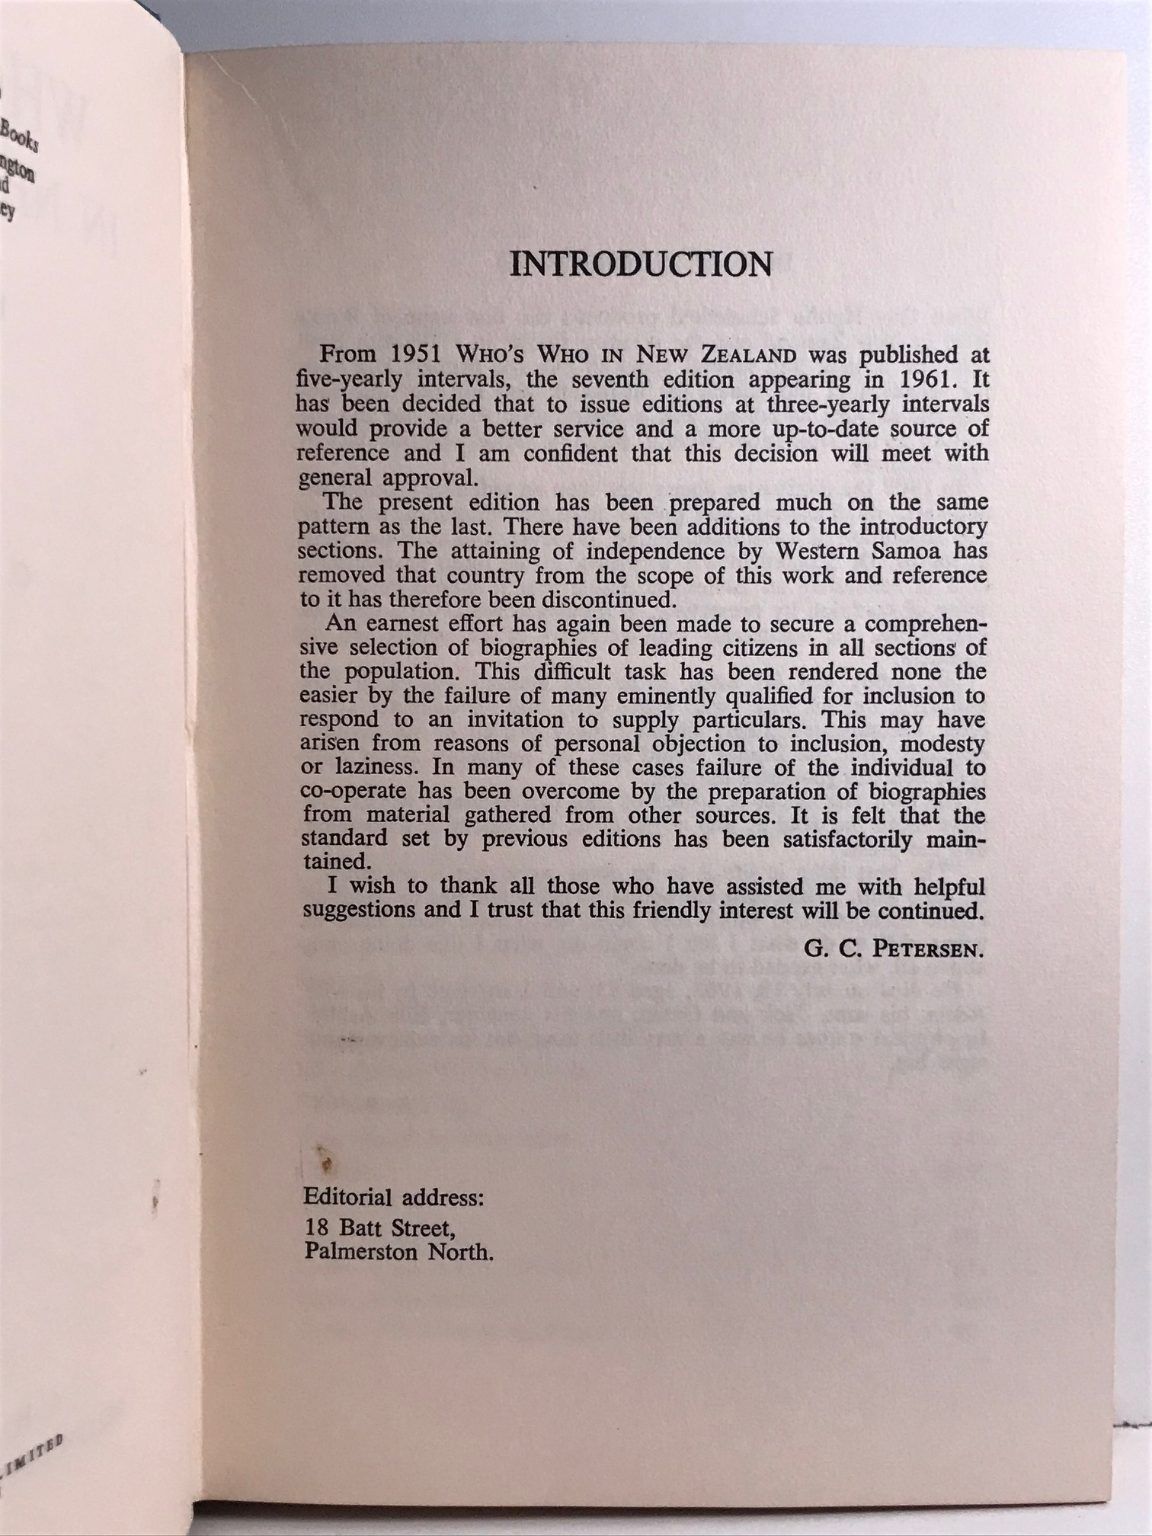 Books
INTRODUCTION
From 1951 WHO'S WHO IN NEW ZEALAND was published at
five-yearly intervals, the seventh edition appearing in 1961. It
has been decided that to issue editions at three-yearly intervals
would provide a better service and a more up-to-date source of
reference and I am confident that this decision will meet with
general approval.
The present edition has been prepared much on the same
pattern as the last. There have been additions to the introductory
sections. The attaining of independence by Western Samoa has
removed that country from the scope of this work and reference
to it has therefore been discontinued.
An earnest effort has again been made to secure a comprehen-
sive selection of biographies of leading citizens in all sections of
the population. This difficult task has been rendered none the
easier by the failure of many eminently qualified for inclusion to
respond to an invitation to supply particulars. This may have
arisen from reasons of personal objection to inclusion, modesty
or laziness. In many of these cases failure of the individual to
co-operate has been overcome by the preparation of biographies
from material gathered from other sources. It is felt that the
standard set by previous editions has been satisfactorily main-
tained.
I wish to thank all those who have assisted me with helpful
suggestions and I trust that this friendly interest will be continued.
G. C. PETERSEN.
Editorial address:
18 Batt Street,
Palmerston North.